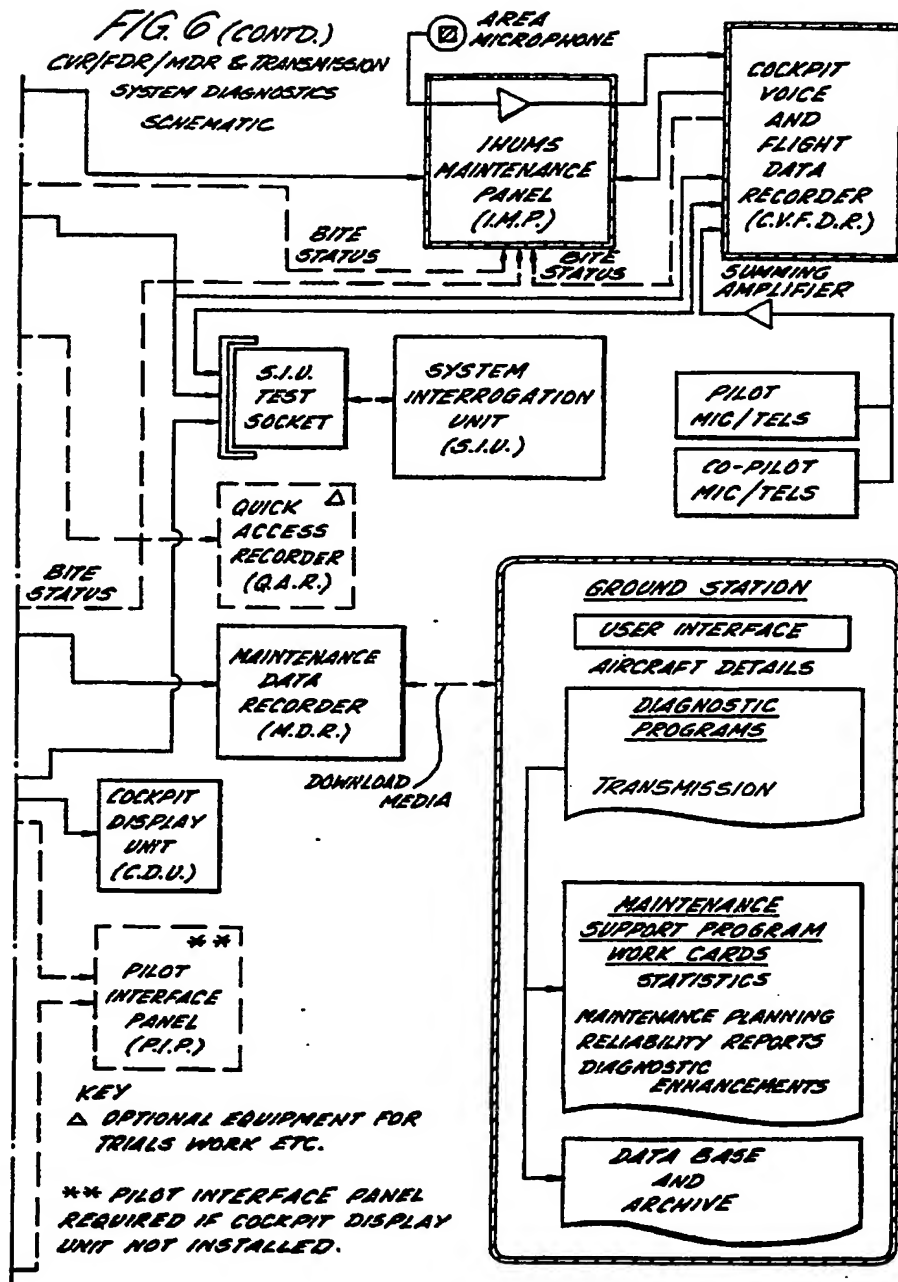 FIG. 6 (CONTD.)
CVR/FDR/MDR & TRANSMISSION
SYSTEM DIAGNOSTICS
SCHEMATIC
AREA
MICROPHONE
IHUMS
MAINTENANCE
PANEL
(I.M.P.)
COCKPIT
VOICE
AND
FLIGHT
DATA
RECORDER
(C.V.F.D.R.)
BITE
STATUS
BITE
STATUS
SUMMING
AMPLIFIER
S.I.U.
TEST
SOCKET
SYSTEM
INTERROGATION
UNIT
(S.I.U.)
PILOT
MIC/TELS
CO-PILOT
MIC/TELS
QUICK Δ
ACCESS
RECORDER
(Q.A.R.)
BITE
STATUS
MAINTENANCE
DATA
RECORDER
(M.D.R.)
DOWNLOAD
MEDIA
COCKPIT
DISPLAY
UNIT
(C.D.U.)
**
PILOT
INTERFACE
PANEL
(P.I.P.)
GROUND STATION
USER INTERFACE
AIRCRAFT DETAILS
DIAGNOSTIC
PROGRAMS
TRANSMISSION
MAINTENANCE
SUPPORT PROGRAM
WORK CARDS
STATISTICS
MAINTENANCE PLANNING
RELIABILITY REPORTS
DIAGNOSTIC
ENHANCEMENTS
DATA BASE
AND
ARCHIVE
KEY
Δ OPTIONAL EQUIPMENT FOR
TRIALS WORK ETC.
** PILOT INTERFACE PANEL
REQUIRED IF COCKPIT DISPLAY
UNIT NOT INSTALLED.